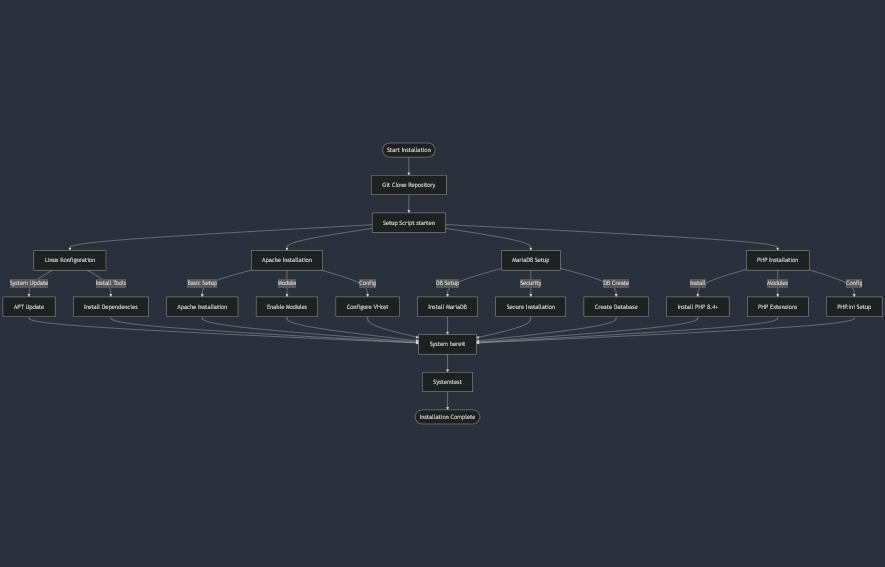 Start Installation
Git Clone Repository
Setup Script starten
Linux Konfiguration
Apache Installation
MariaDB Setup
PHP Installation
System Update
Install Tools
Basic Setup
Module
Config
DB Setup
Security
DB Create
Install
Modules
Config
APT Update
Install Dependencies
Apache Installation
Enable Modules
Configure VHost
Install MariaDB
Secure Installation
Create Database
Install PHP 8.4+
PHP Extensions
PHP.ini Setup
System bereit
Systemtest
Installation Complete